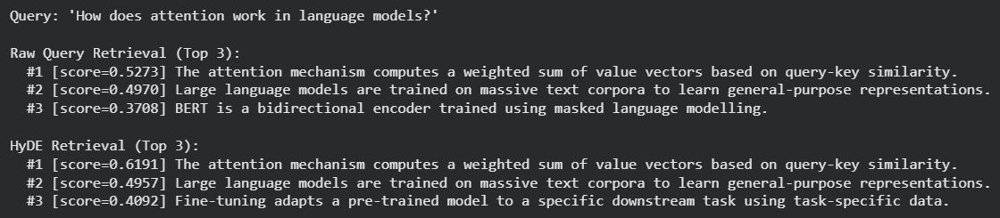 Query: 'How does attention work in language models?'
Raw Query Retrieval (Top 3):
#1 [score=0.5273] The attention mechanism computes a weighted sum of value vectors based on query-key similarity.
#2 [score=0.4970] Large language models are trained on massive text corpora to learn general-purpose representations.
#3 [score=0.3708] BERT is a bidirectional encoder trained using masked language modelling.
HyDE Retrieval (Top 3):
#1 [score=0.6191] The attention mechanism computes a weighted sum of value vectors based on query-key similarity.
#2 [score=0.4957] Large language models are trained on massive text corpora to learn general-purpose representations.
#3 [score=0.4092] Fine-tuning adapts a pre-trained model to a specific downstream task using task-specific data.